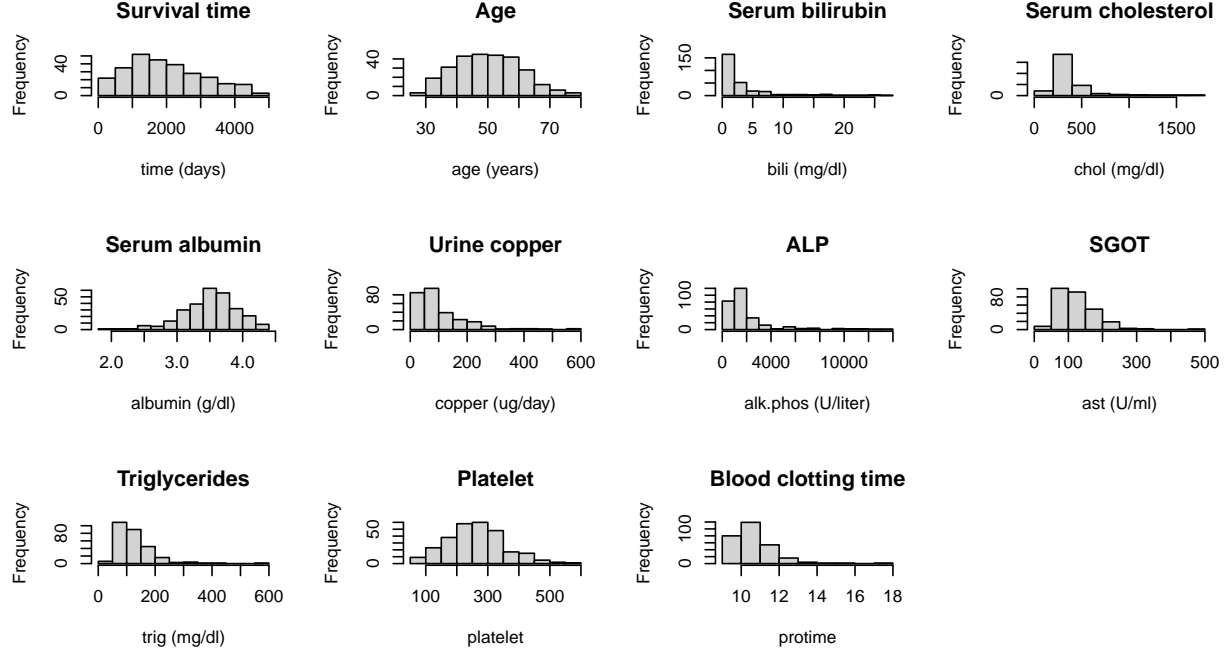 Survival time
Frequency
0 40
0 2000 4000
time (days)
Age
Frequency
0 40
30 50 70
age (years)
Serum bilirubin
Frequency
0 150
0 5 10 20
bili (mg/dl)
Serum cholesterol
Frequency
0
0 500 1500
chol (mg/dl)
Serum albumin
Frequency
0 50
2.0 3.0 4.0
albumin (g/dl)
Urine copper
Frequency
0 80
0 200 400 600
copper (ug/day)
ALP
Frequency
0 100
0 4000 10000
alk.phos (U/liter)
SGOT
Frequency
0 80
0 100 300 500
ast (U/ml)
Triglycerides
Frequency
0 80
0 200 400 600
trig (mg/dl)
Platelet
Frequency
0 50
100 300 500
platelet
Blood clotting time
Frequency
0 100
10 12 14 16 18
protime